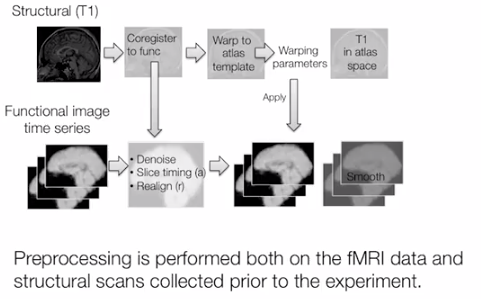 Structural (T1)
Coregister
to func
Warp to
atlas
template
Warping
parameters
T1
in atlas
space
Apply
Functional image
time series
• Denoise
• Slice timing (a)
• Realign (r)
Smooth
Preprocessing is performed both on the fMRI data and
structural scans collected prior to the experiment.